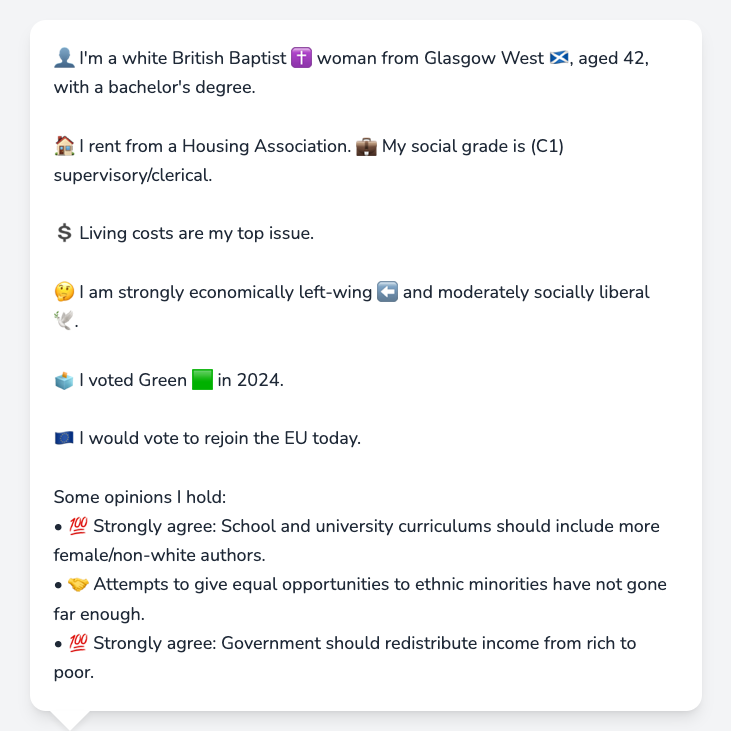 👤 I'm a white British Baptist ✝️ woman from Glasgow West 🏴󠁧󠁢󠁳󠁣󠁴󠁿, aged 42,
with a bachelor's degree.
🏠 I rent from a Housing Association. 💼 My social grade is (C1)
supervisory/clerical.
💲 Living costs are my top issue.
🤔 I am strongly economically left-wing ⬅️ and moderately socially liberal
🕊️.
🗳️ I voted Green 🟩 in 2024.
🇪🇺 I would vote to rejoin the EU today.
Some opinions I hold:
• 💯 Strongly agree: School and university curriculums should include more
female/non-white authors.
• 🤝 Attempts to give equal opportunities to ethnic minorities have not gone
far enough.
• 💯 Strongly agree: Government should redistribute income from rich to
poor.